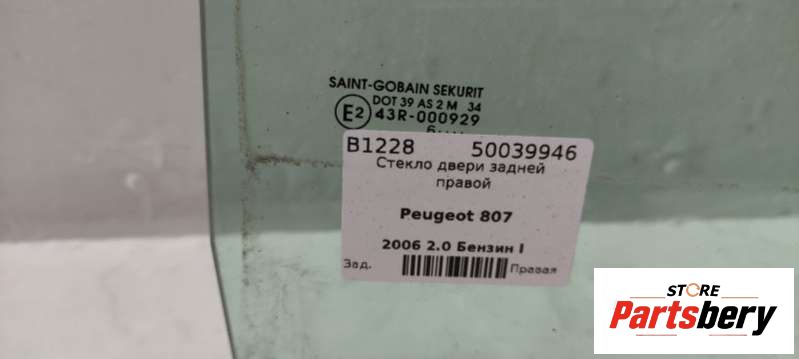 SAINT-GOBAIN SEKURIT
DOT 39 AS 2 M 34
E2 43R-000929
B1228 50039946
Стекло двери задней
правой
Peugeot 807
2006 2.0 Бензин I
Зад. Правая
STORE
Partsbery